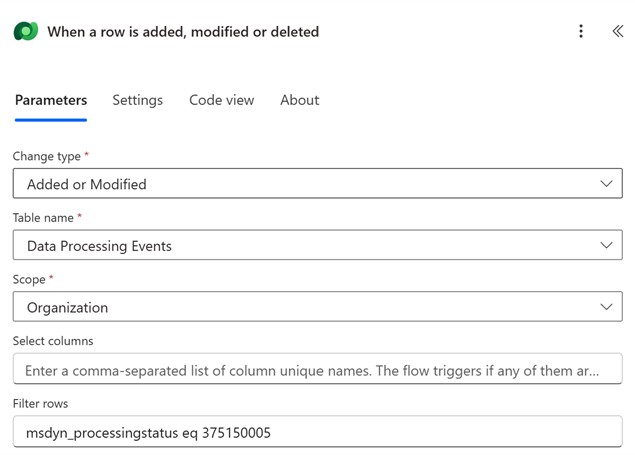 When a row is added, modified or deleted
Parameters Settings Code view About
Change type *
Added or Modified
Table name *
Data Processing Events
Scope *
Organization
Select columns
Enter a comma-separated list of column unique names. The flow triggers if any of them ar...
Filter rows
msdyn_processingstatus eq 375150005